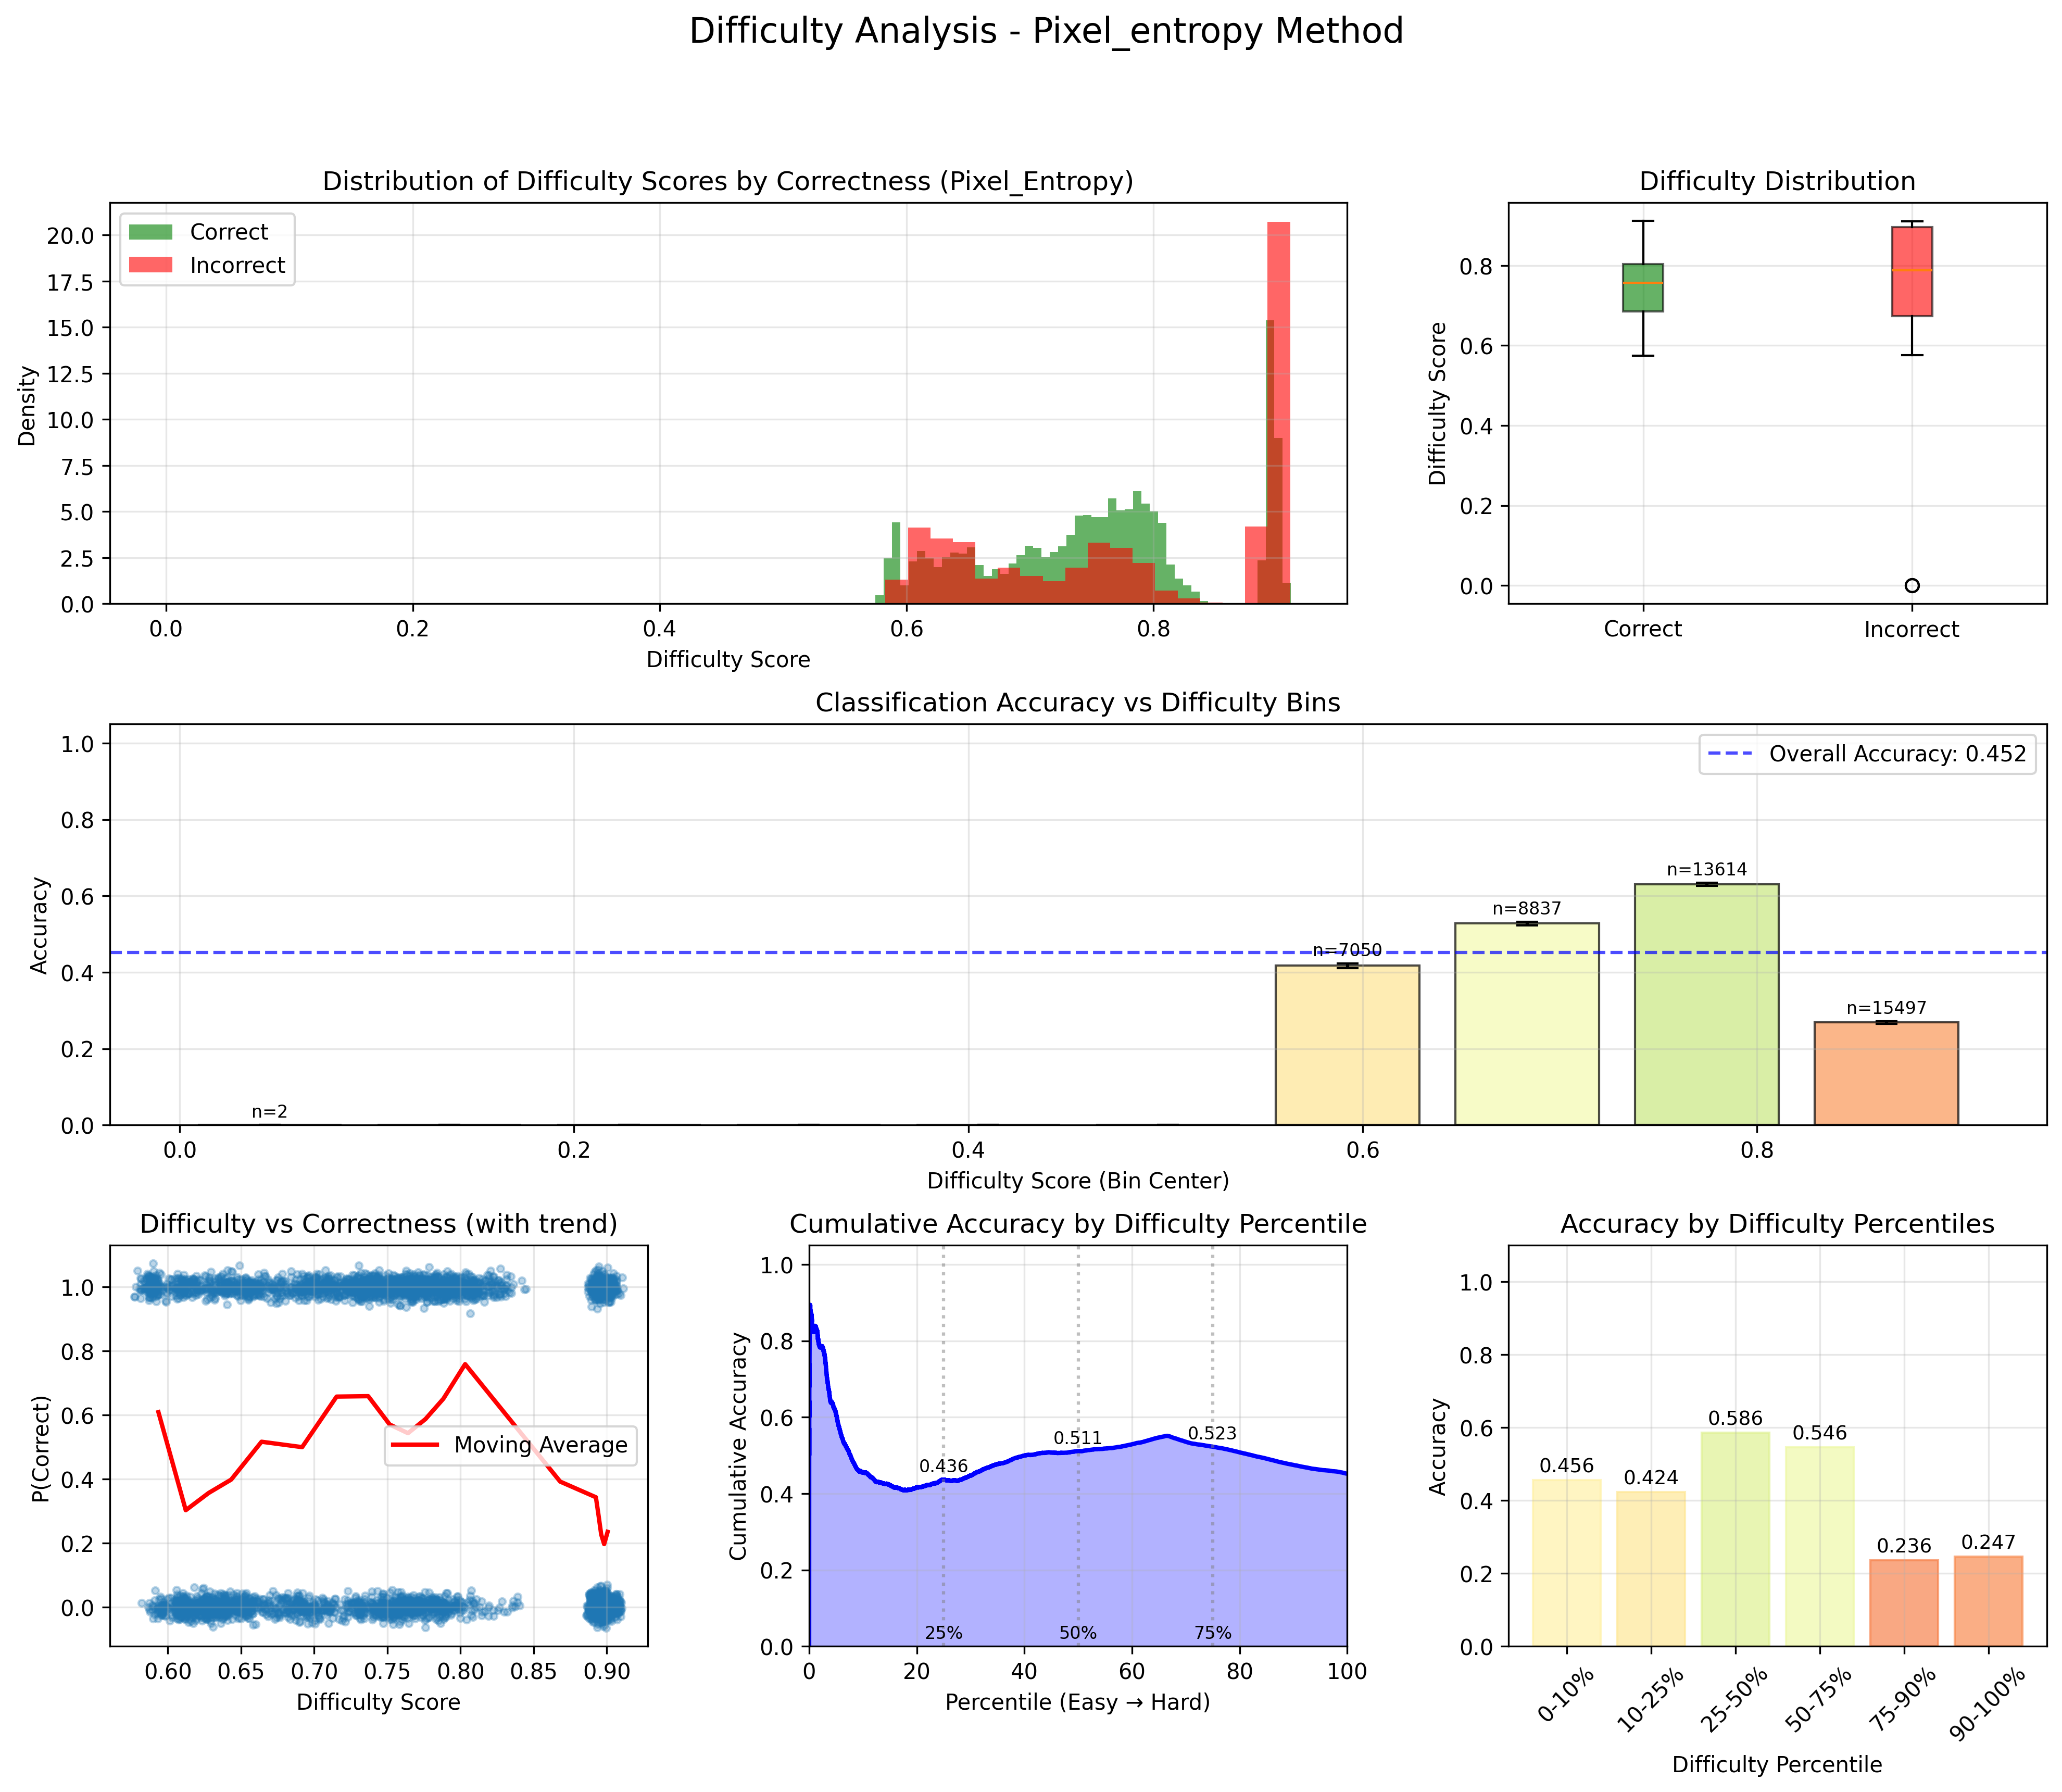 Difficulty Analysis - Pixel_entropy Method
Distribution of Difficulty Scores by Correctness (Pixel_Entropy)
Correct
Incorrect
Density
20.0
17.5
15.0
12.5
10.0
7.5
5.0
2.5
0.0
0.0 0.2 0.4 0.6 0.8
Difficulty Score
Difficulty Distribution
Difficulty Score
0.8
0.6
0.4
0.2
0.0
Correct Incorrect
Classification Accuracy vs Difficulty Bins
Overall Accuracy: 0.452
Accuracy
1.0
0.8
0.6
0.4
0.2
0.0
n=2
n=7050
n=8837
n=13614
n=15497
0.0 0.2 0.4 0.6 0.8
Difficulty Score (Bin Center)
Difficulty vs Correctness (with trend)
P(Correct)
1.0
0.8
0.6
0.4
0.2
0.0
Moving Average
0.60 0.65 0.70 0.75 0.80 0.85 0.90
Difficulty Score
Cumulative Accuracy by Difficulty Percentile
Cumulative Accuracy
1.0
0.8
0.6
0.4
0.2
0.0
0.436
0.511
0.523
25%
50%
75%
0 20 40 60 80 100
Percentile (Easy → Hard)
Accuracy by Difficulty Percentiles
Accuracy
1.0
0.8
0.6
0.4
0.2
0.0
0.456
0.424
0.586
0.546
0.236
0.247
0-10%
10-25%
25-50%
50-75%
75-90%
90-100%
Difficulty Percentile